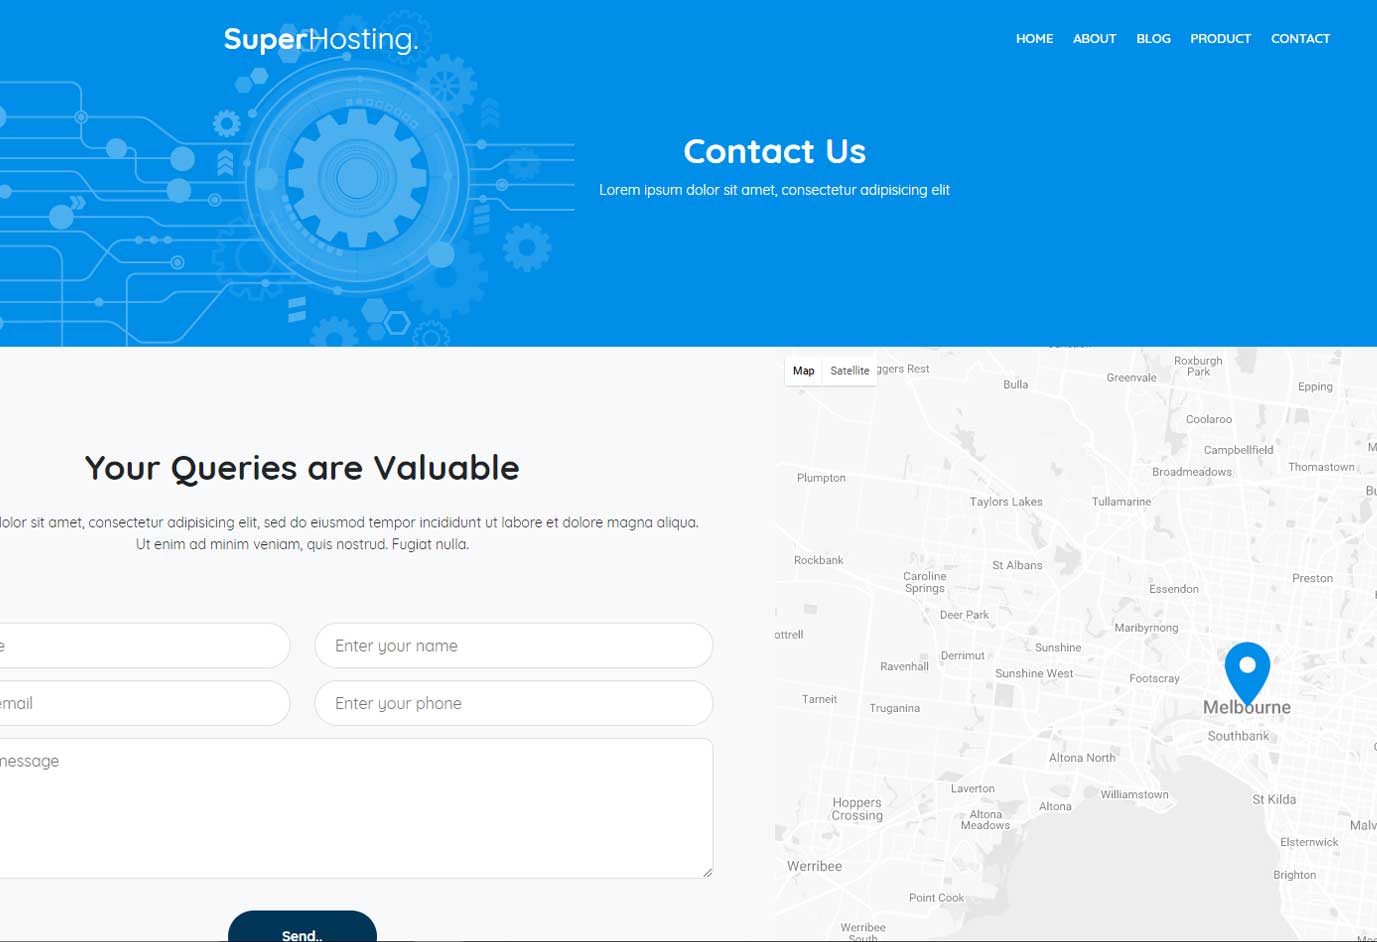 SuperHosting.
HOME ABOUT BLOG PRODUCT CONTACT
Contact Us
Lorem ipsum dolor sit amet, consectetur adipisicing elit
Your Queries are Valuable
dolor sit amet, consectetur adipisicing elit, sed do eiusmod tempor incididunt ut labore et dolore magna aliqua.
Ut enim ad minim veniam, quis nostrud. Fugiat nulla.
Enter your name
email
Enter your phone
message
Send..
Map
Satellite
ggers Rest
Bulla
Greenvale
Roxburgh
Park
Epping
Coolaroo
Campbellfield
Broadmeadows
Thomastown
Plumpton
Taylors Lakes
Tullamarine
Rockbank
Caroline
Springs
St Albans
Essendon
Preston
Deer Park
Maribyrnong
ottrell
Ravenhall
Derrimut
Sunshine
Sunshine West
Footscray
Tarneit
Truganina
Melbourne
Southbank
Altona North
Laverton
Williamstown
Hoppers
Crossing
Altona
Meadows
Altona
St Kilda
Malv
Elsternwick
Werribee
Brighton
Point Cook
Werribee
South